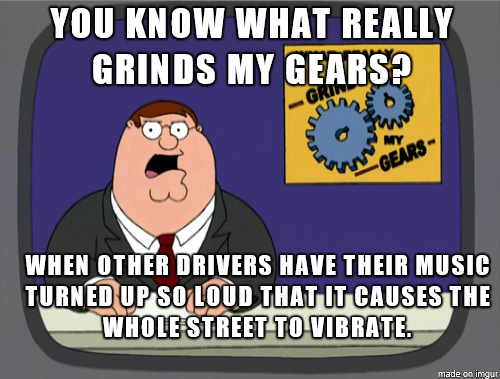 YOU KNOW WHAT REALLY
GRINDS MY GEARS?
GRIND
MY
GEARS
WHEN OTHER DRIVERS HAVE THEIR MUSIC
TURNED UP SO LOUD THAT IT CAUSES THE
WHOLE STREET TO VIBRATE.
made on imgur